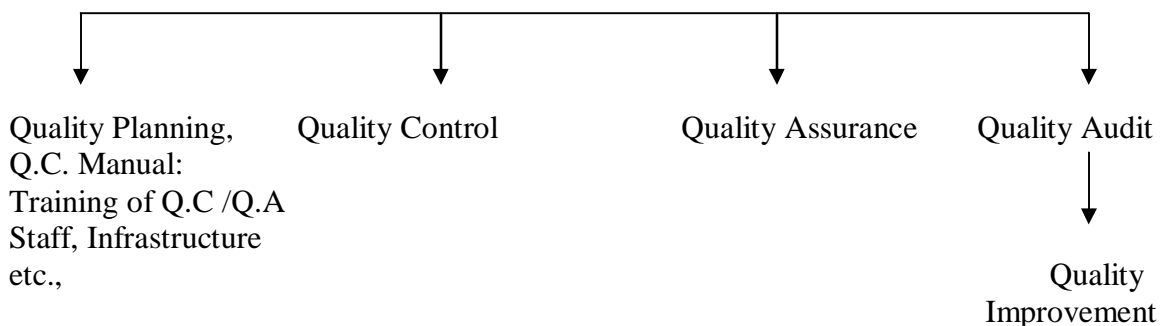 Quality Planning,
Q.C. Manual:
Training of Q.C /Q.A
Staff, Infrastructure
etc.,
Quality Control
Quality Assurance
Quality Audit
Quality
Improvement